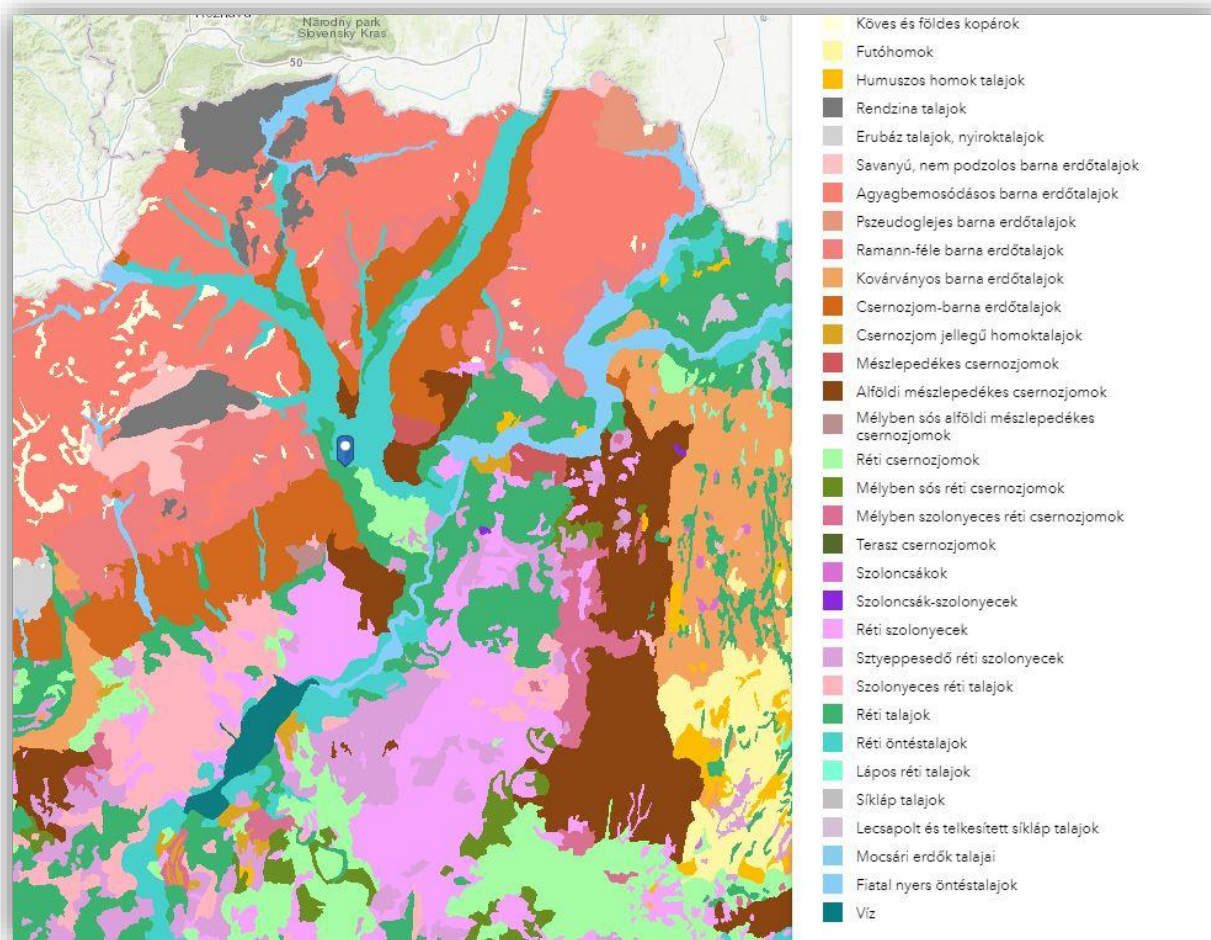 Národný park
Slovenský Kras
50
Köves és földes kopárok
Futóhomok
Humuszos homok talajok
Rendzina talajok
Erubáz talajok, nyiroktalajok
Savanyú, nem podzolos barna erdőtalajok
Agyagbemosódásos barna erdőtalajok
Pszeudoglejes barna erdőtalajok
Ramann-féle barna erdőtalajok
Kovárványos barna erdőtalajok
Csernozjom-barna erdőtalajok
Csernozjom jellegű homoktalajok
Mészlepedékes csernozjomok
Alföldi mészlepedékes csernozjomok
Mélyben sós alföldi mészlepedékes
csernozjomok
Réti csernozjomok
Mélyben sós réti csernozjomok
Mélyben szolonyeces réti csernozjomok
Terasz csernozjomok
Szoloncsákok
Szoloncsák-szolonyecek
Réti szolonyecek
Sztyeppesedő réti szolonyecek
Szolonyeces réti talajok
Réti talajok
Réti öntéstalajok
Lápos réti talajok
Síkláp talajok
Lecsapolt és telkesített síkláp talajok
Mocsári erdők talajai
Fiatal nyers öntéstalajok
Víz